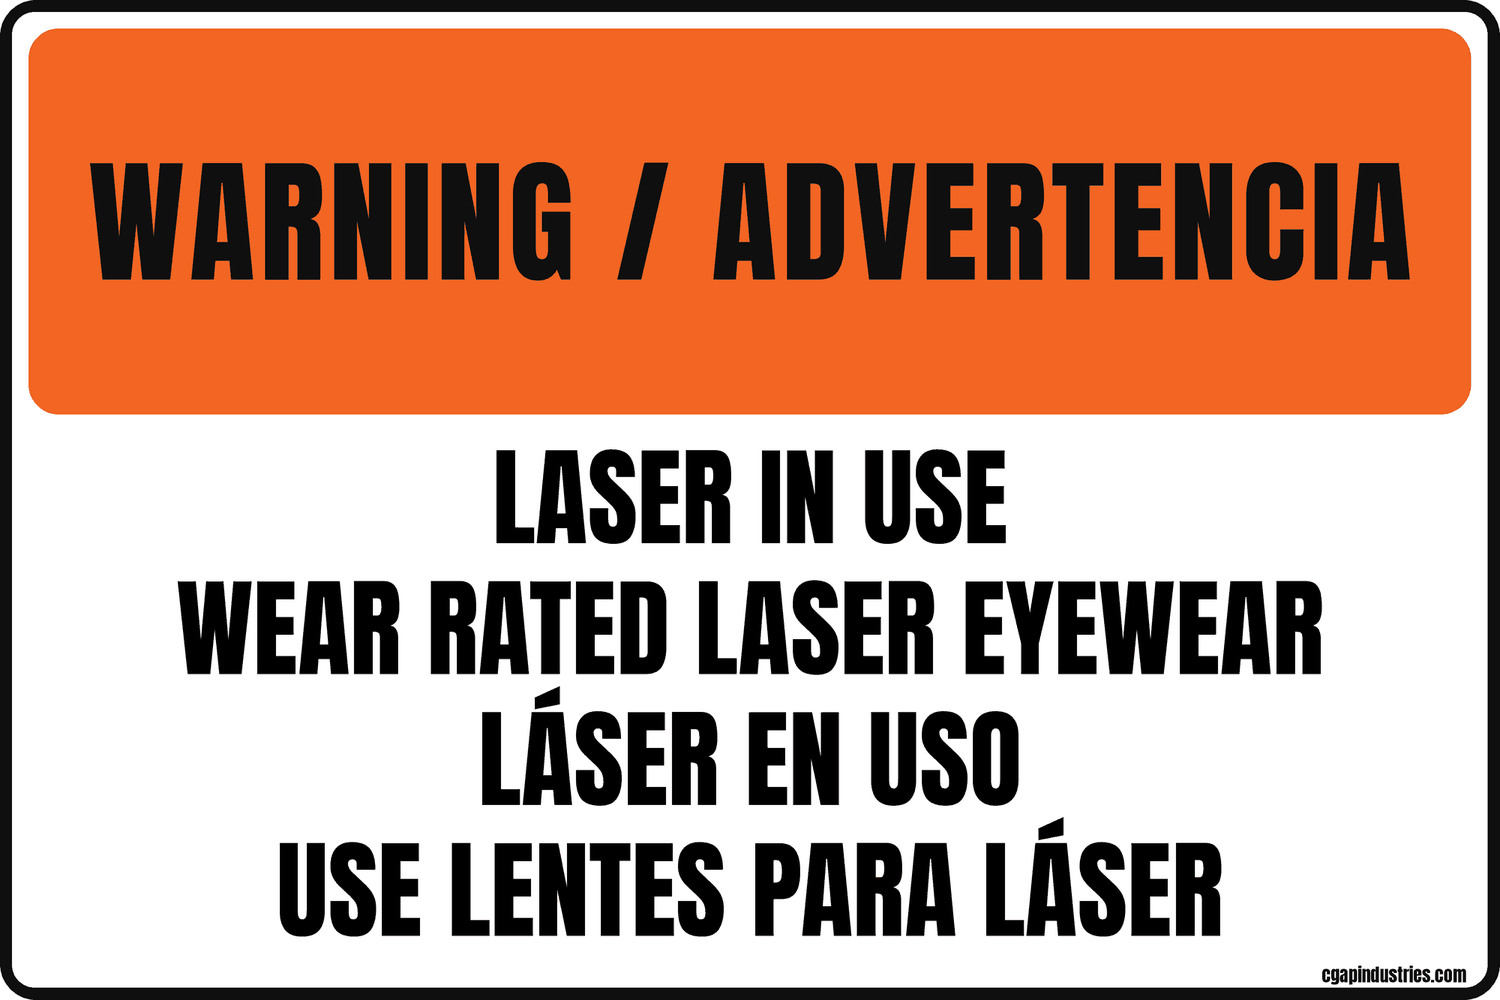 WARNING / ADVERTENCIA
LASER IN USE
WEAR RATED LASER EYEWEAR
LÁSER EN USO
USE LENTES PARA LÁSER
cgapindustries.com